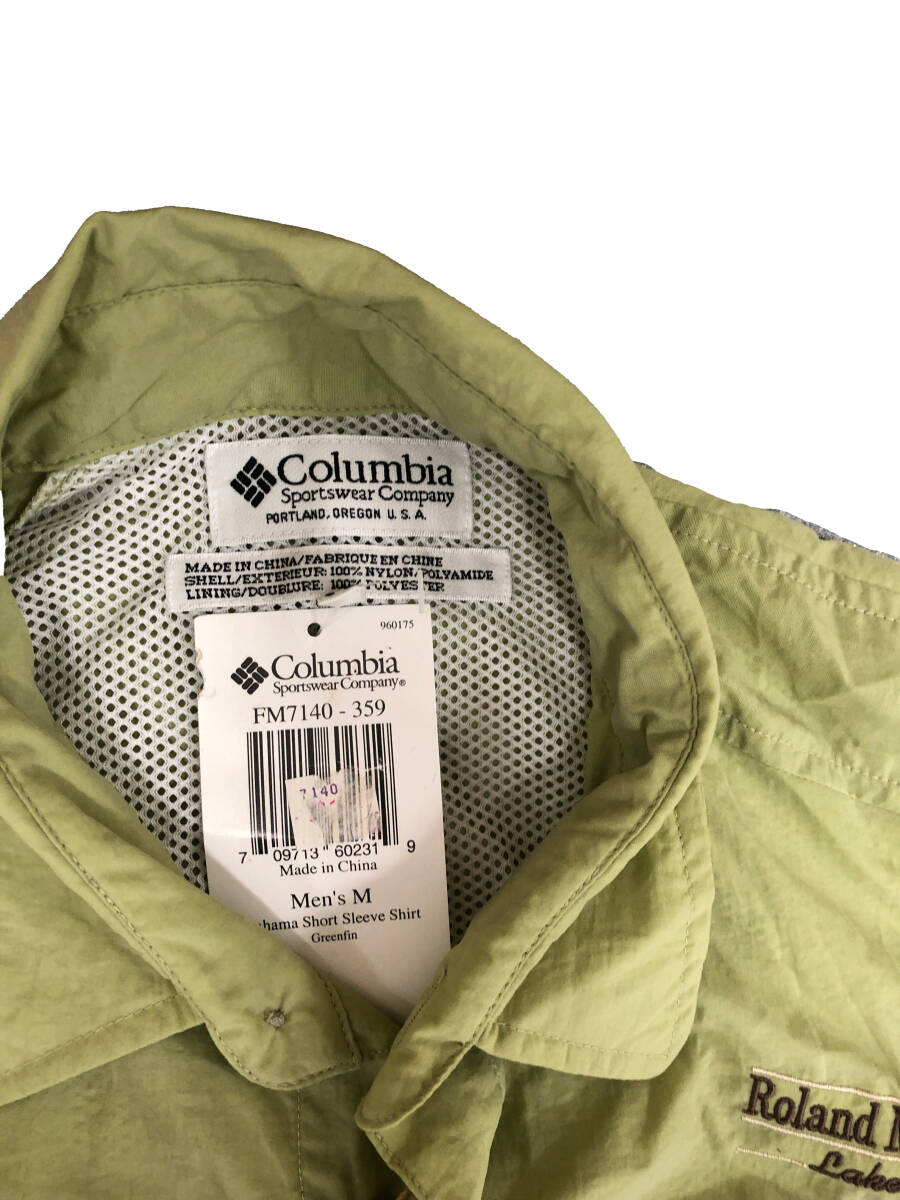 Columbia
Sportswear Company
PORTLAND, OREGON U.S.A.
MADE IN CHINA/FABRIQUE EN CHINE
SHELL/EXTERIEUR: 100% NYLON/POLYAMIDE
LINING/DOUBLURE: 100% POLYESTER
960175
Columbia
Sportswear Company®
FM7140 - 359
7140
7 09713 60231 9
Made in China
Men's M
hama Short Sleeve Shirt
Greenfin
Roland
Lake